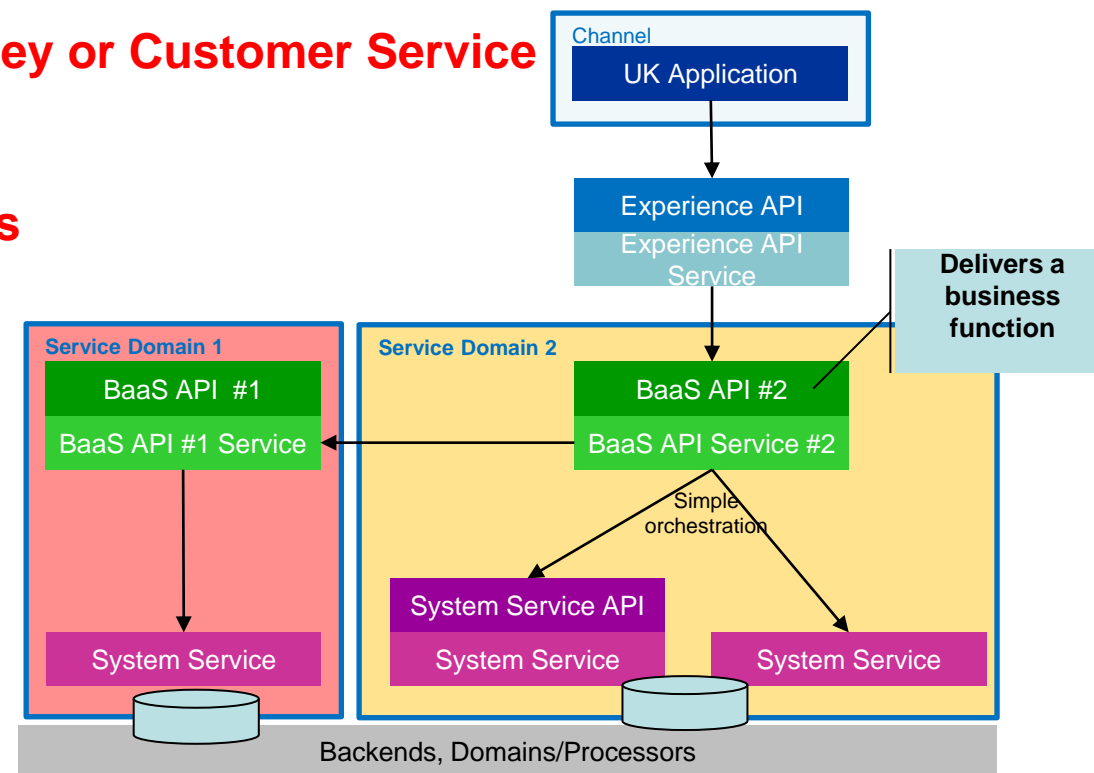 ey or Customer Service
Channel
UK Application
s
Experience API
Experience API
Service
Delivers a
business
function
Service Domain 1
Service Domain 2
BaaS API #1
BaaS API #2
BaaS API #1 Service
BaaS API Service #2
Simple
orchestration
System Service API
System Service
System Service
System Service
Backends, Domains/Processors